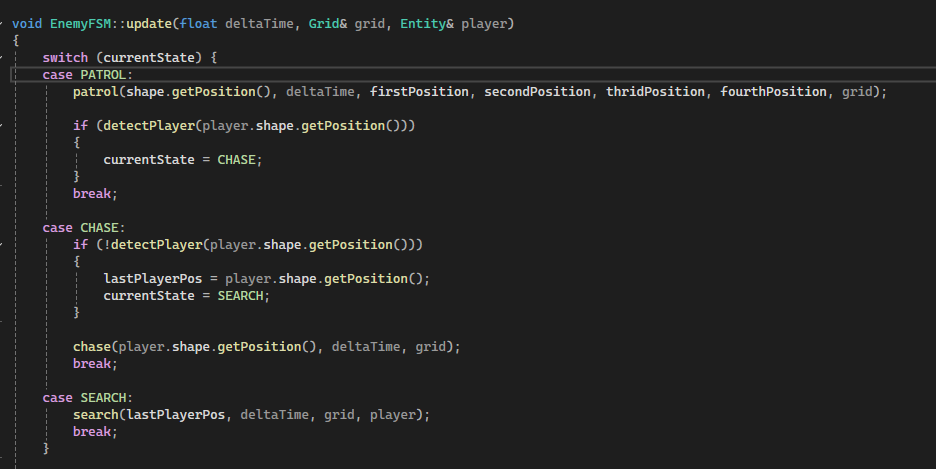 void EnemyFSM::update(float deltaTime, Grid& grid, Entity& player)
{
    switch (currentState) {
    case PATROL:
        patrol(shape.getPosition(), deltaTime, firstPosition, secondPosition, thridPosition, fourthPosition, grid);

        if (detectPlayer(player.shape.getPosition()))
        {
            currentState = CHASE;
        }
        break;

    case CHASE:
        if (!detectPlayer(player.shape.getPosition()))
        {
            lastPlayerPos = player.shape.getPosition();
            currentState = SEARCH;
        }

        chase(player.shape.getPosition(), deltaTime, grid);
        break;

    case SEARCH:
        search(lastPlayerPos, deltaTime, grid, player);
        break;
    }